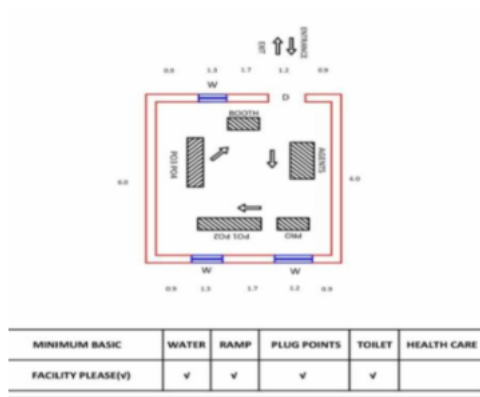 EXIT ENTRANCE
0.9 1.3 1.7 1.2 0.9
W
D
BOOTH
PO3 PO4
AGENTS
6.0 6.0
PO1 PO2 PRO
W W
0.9 1.3 1.7 1.2 0.9
MINIMUM BASIC WATER RAMP PLUG POINTS TOILET HEALTH CARE
FACILITY PLEASE(√) √ √ √ √